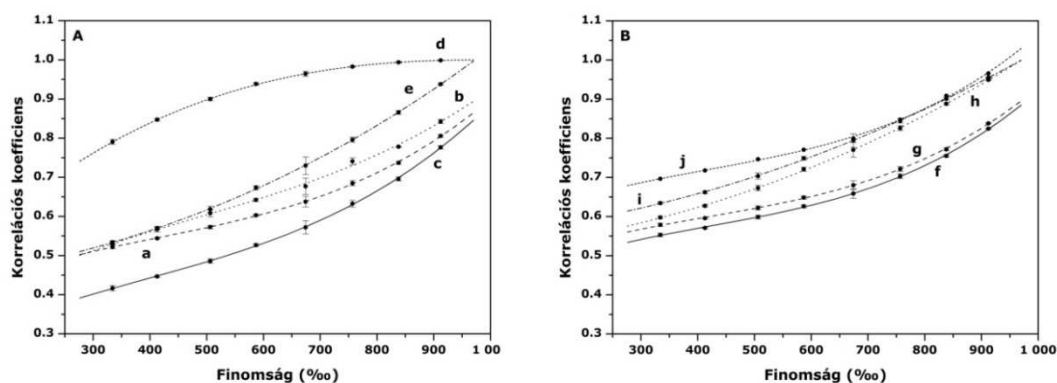 A
1.1
1.0
0.9
0.8
0.7
0.6
0.5
0.4
0.3
Korrelációs koefficiens
d
e
b
c
a
300 400 500 600 700 800 900 1 00
Finomság (‰)
B
1.1
1.0
0.9
0.8
0.7
0.6
0.5
0.4
0.3
Korrelációs koefficiens
h
j
g
i
f
300 400 500 600 700 800 900 1 000
Finomság (‰)